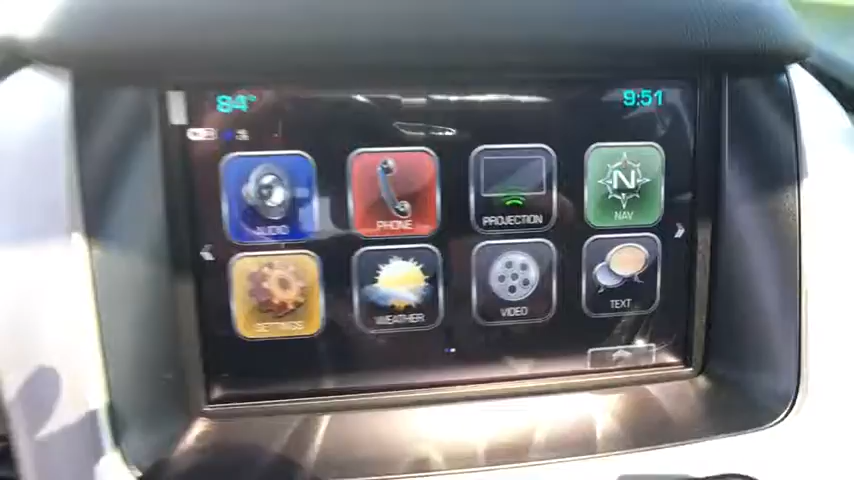 84°
9:51
AUDIO
PHONE
PROJECTION
N
NAV
SETTINGS
WEATHER
VIDEO
TEXT